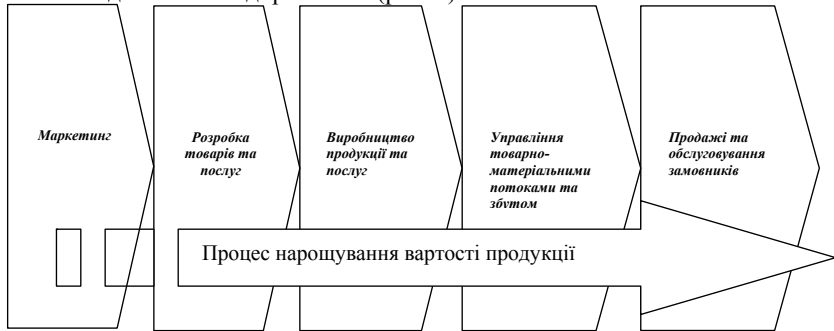 Маркетинг
Розробка
товарів та
послуг
Виробництво
продукції та
послуг
Управління
товарно-
матеріальними
потоками та
збутом
Продажі та
обслуговування
замовників
Процес нарощування вартості продукції